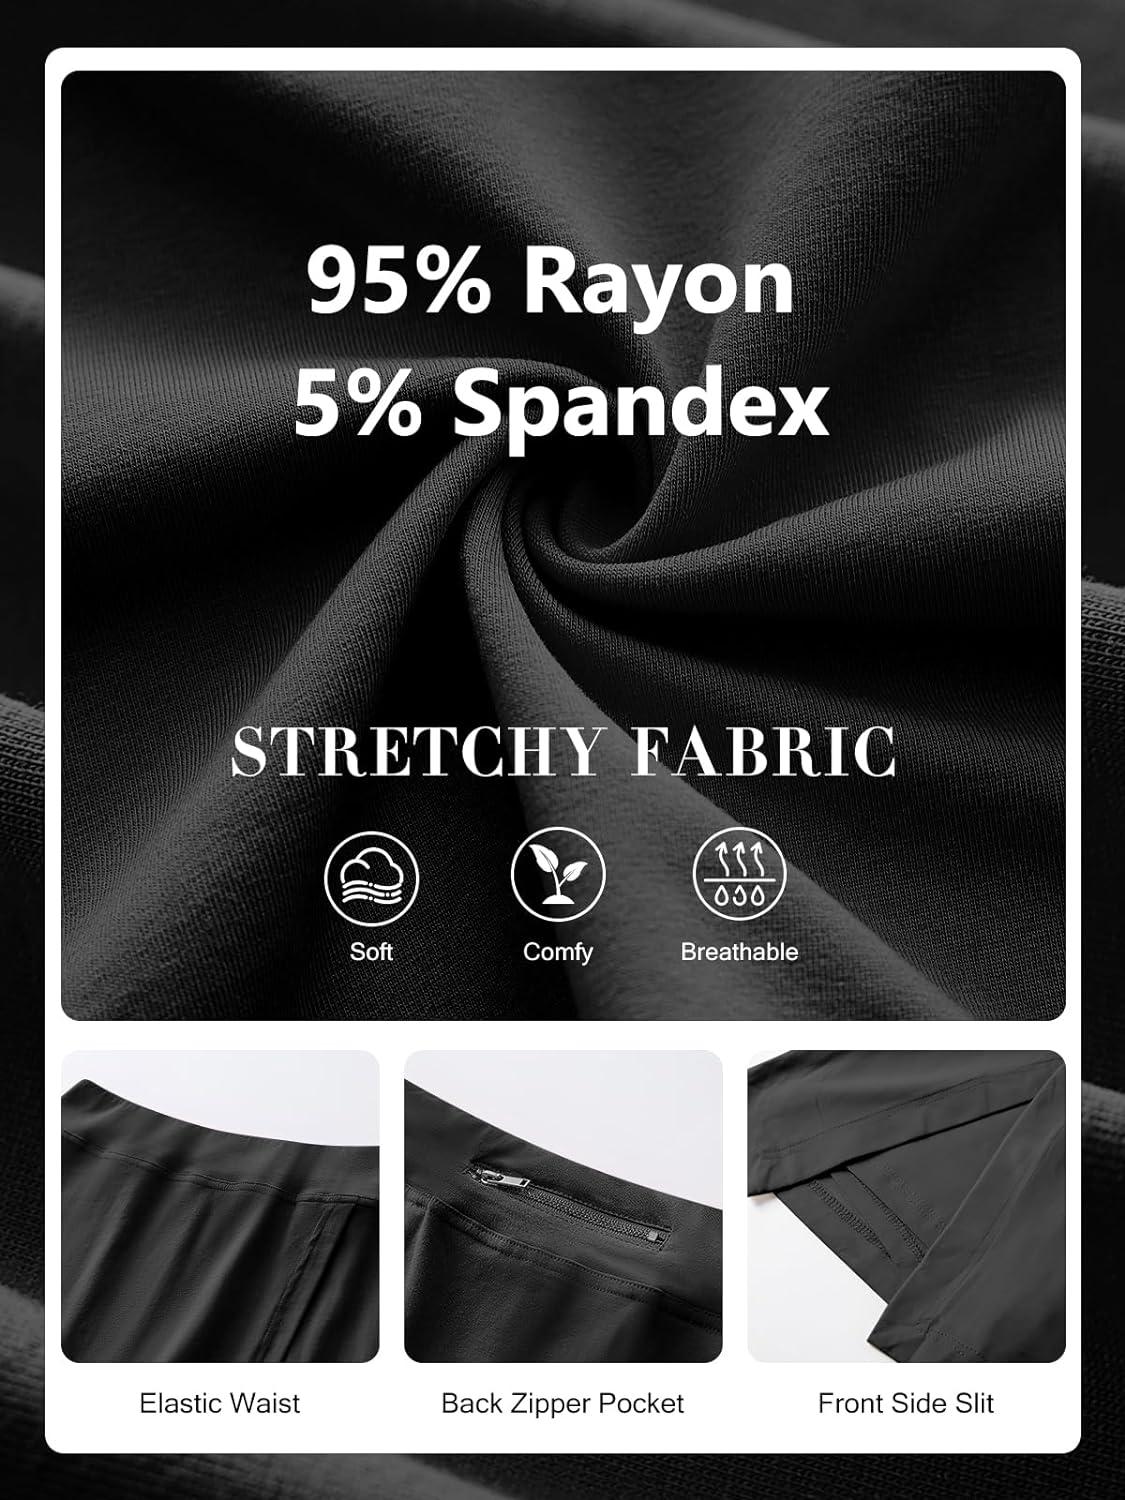 95% Rayon
5% Spandex
STRETCHY FABRIC
Soft
Comfy
Breathable
Elastic Waist
Back Zipper Pocket
Front Side Slit